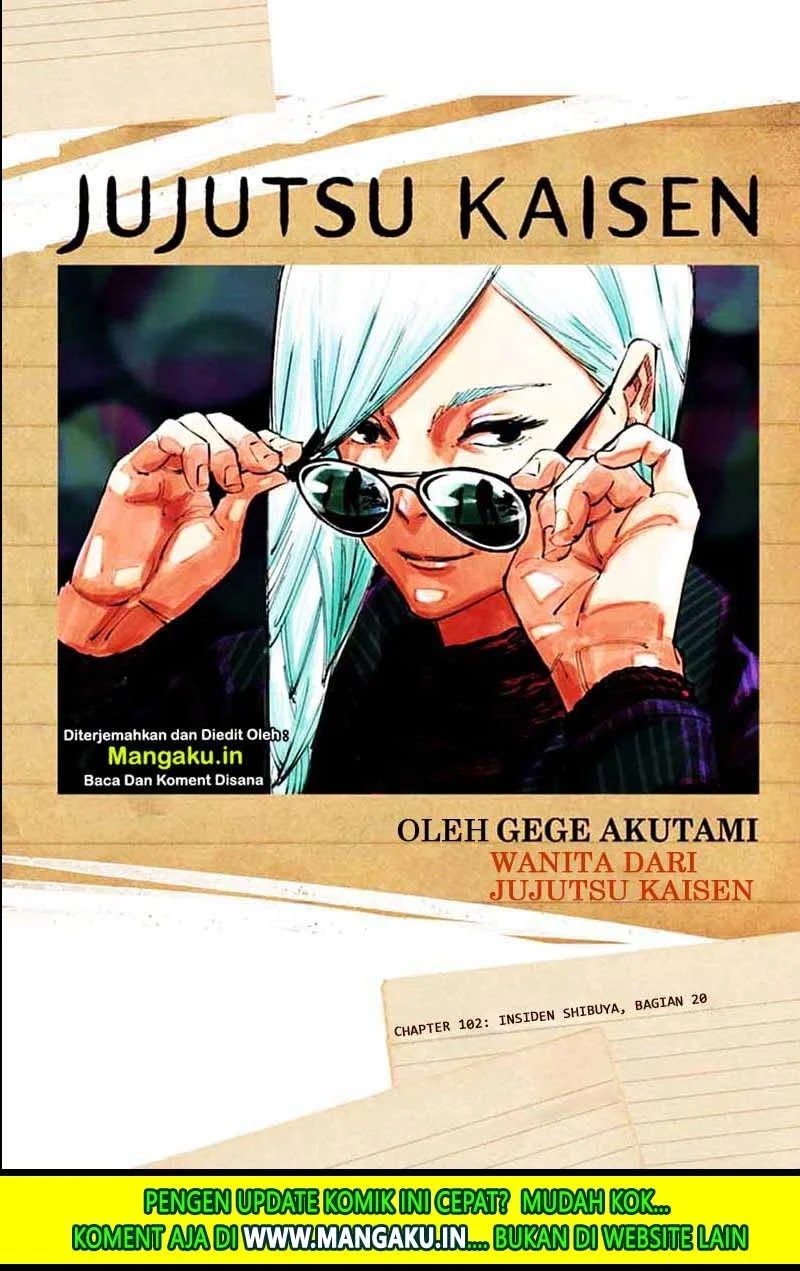 JUJUTSU KAISEN
Diterjemahkan dan Diedit Oleh :
Mangaku.in
Baca Dan Koment Disana
OLEH GEGE AKUTAMI
WANITA DARI
JUJUTSU KAISEN
CHAPTER 102: INSIDEN SHIBUYA, BAGIAN 20
PENGEN UPDATE KOMIK INI CEPAT? MUDAH KOK...
KOMENT AJA DI WWW.MANGAKU.IN.... BUKAN DI WEBSITE LAIN